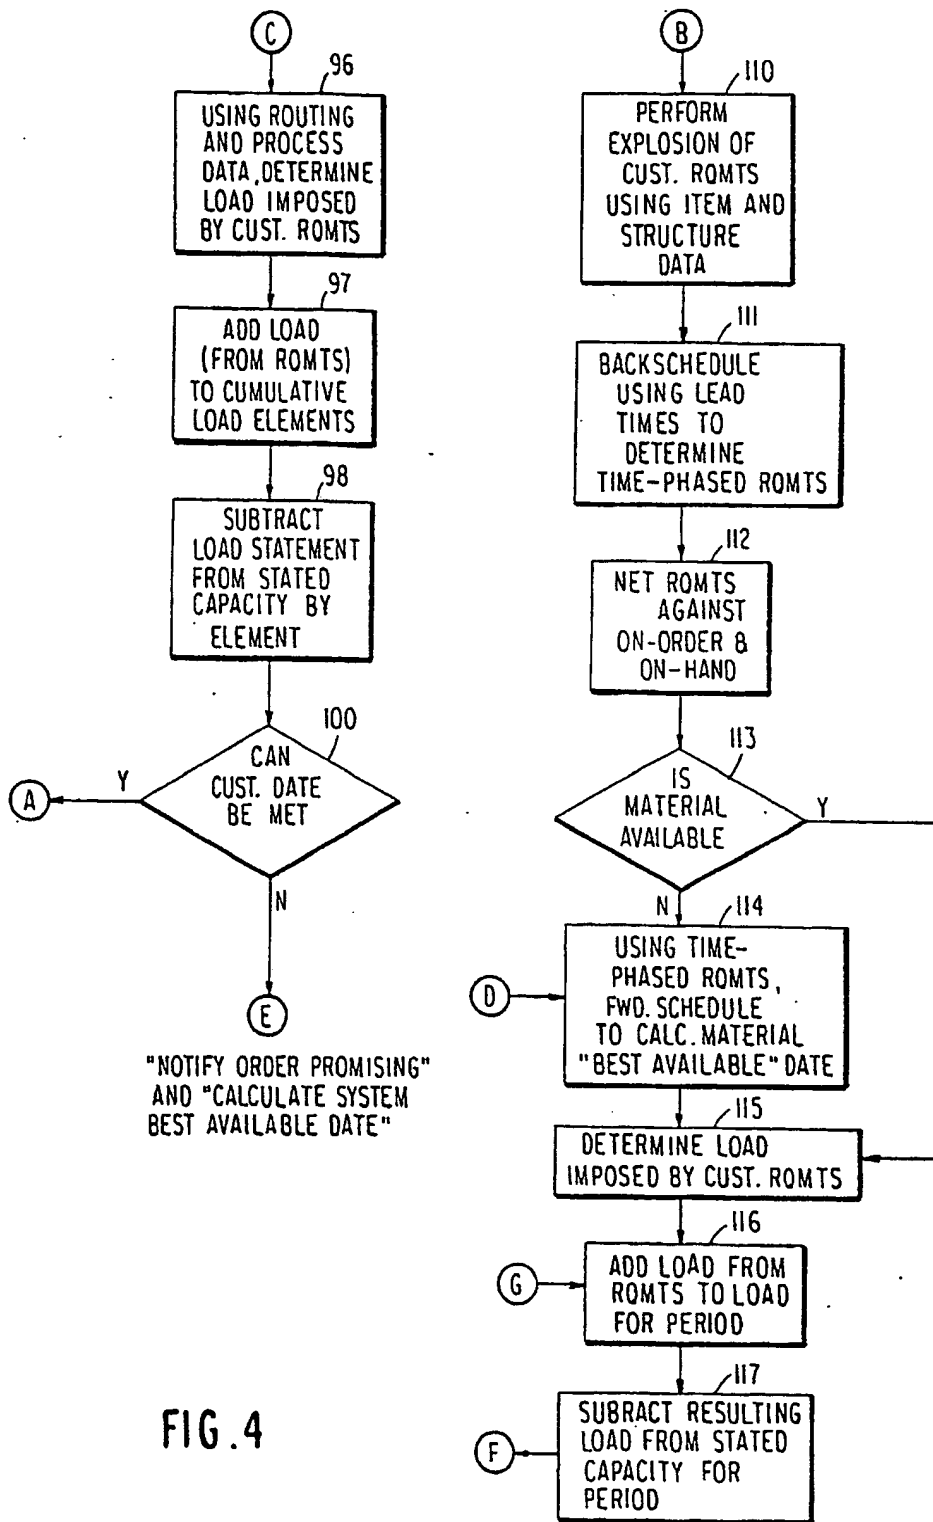 C
96
USING ROUTING
AND PROCESS
DATA, DETERMINE
LOAD IMPOSED
BY CUST. RQMTS
97
ADD LOAD
(FROM RQMTS)
TO CUMULATIVE
LOAD ELEMENTS
98
SUBTRACT
LOAD STATEMENT
FROM STATED
CAPACITY BY
ELEMENT
100
CAN
CUST. DATE
BE MET
Y
A
N
E
"NOTIFY ORDER PROMISING"
AND "CALCULATE SYSTEM
BEST AVAILABLE DATE"
B
110
PERFORM
EXPLOSION OF
CUST. RQMTS
USING ITEM AND
STRUCTURE
DATA
111
BACKSCHEDULE
USING LEAD
TIMES TO
DETERMINE
TIME-PHASED RQMTS
112
NET RQMTS
AGAINST
ON-ORDER &
ON-HAND
113
IS
MATERIAL
AVAILABLE
Y
N
114
USING TIME-
PHASED RQMTS,
FWD. SCHEDULE
TO CALC. MATERIAL
"BEST AVAILABLE" DATE
D
115
DETERMINE LOAD
IMPOSED BY CUST. RQMTS
116
ADD LOAD FROM
RQMTS TO LOAD
FOR PERIOD
G
117
SUBRACT RESULTING
LOAD FROM STATED
CAPACITY FOR
PERIOD
F
FIG. 4